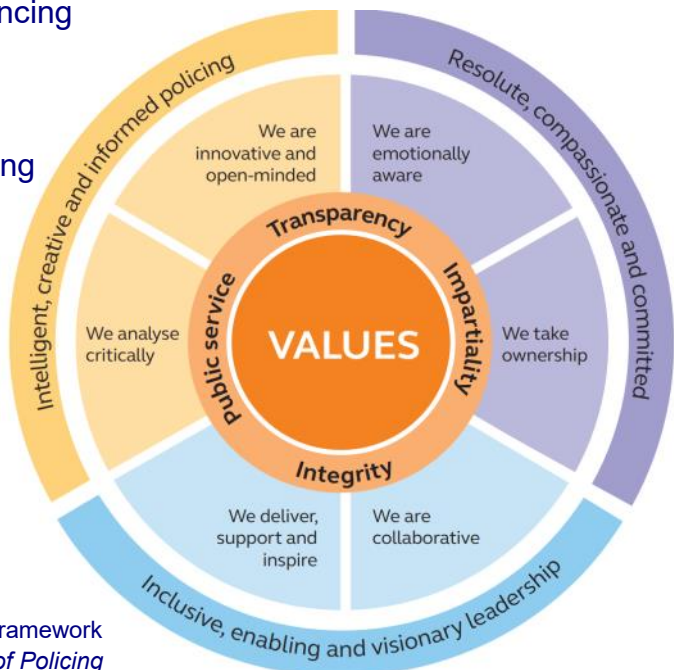 ncing
ng
Intelligent, creative and informed policing
Resolute, compassionate and committed
We are
innovative and
open-minded
We are
emotionally
aware
Transparency
Public service
Impartiality
VALUES
We analyse
critically
We take
ownership
Integrity
We deliver,
support and
inspire
We are
collaborative
Inclusive, enabling and visionary leadership
ramework
of Policing